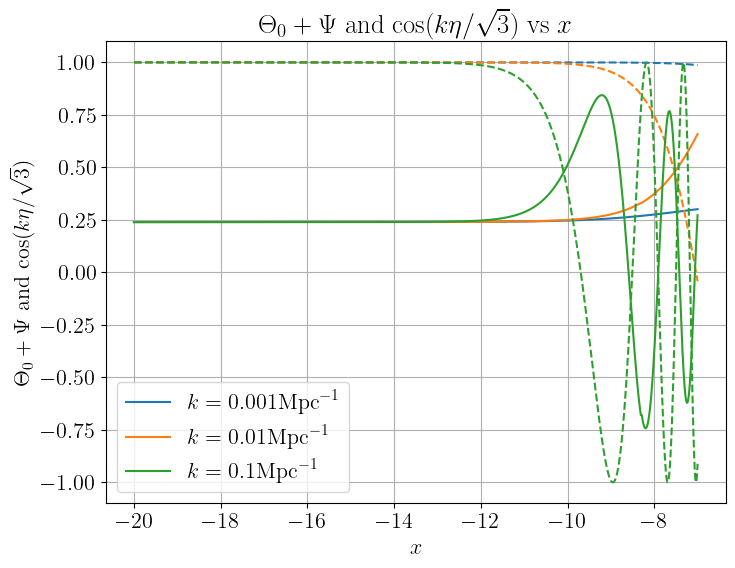 Θ₀ + Ψ and cos(kη/√3) vs x
Θ₀ + Ψ and cos(kη/√3)
1.00
0.75
0.50
0.25
0.00
−0.25
−0.50
−0.75
−1.00
k = 0.001Mpc⁻¹
k = 0.01Mpc⁻¹
k = 0.1Mpc⁻¹
−20 −18 −16 −14 −12 −10 −8
x